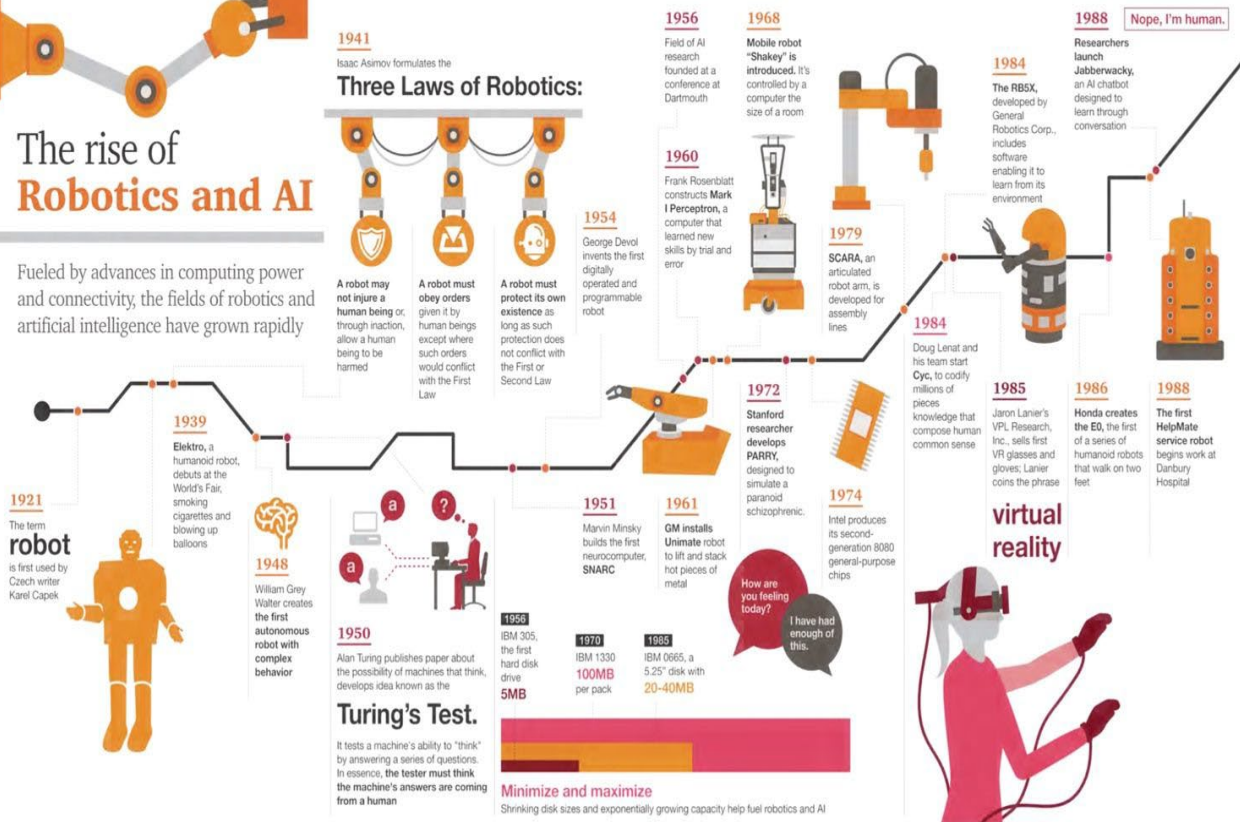 The rise of
Robotics and AI
Fueled by advances in computing power
and connectivity, the fields of robotics and
artificial intelligence have grown rapidly
1921
The term
robot
is first used by
Czech writer
Karel Capek
1939
Elektro, a
humanoid robot,
debuts at the
World's Fair,
smoking
cigarettes and
blowing up
balloons
1941
Isaac Asimov formulates the
Three Laws of Robotics:
A robot may
not injure a
human being or,
through inaction,
allow a human
being to be
harmed
A robot must
obey orders
given it by
human beings
except where
such orders
would conflict
with the First
Law
A robot must
protect its own
existence as
long as such
protection does
not conflict with
the First or
Second Law
1948
William Grey
Walter creates
the first
autonomous
robot with
complex
behavior
a
?
a
1950
Alan Turing publishes paper about
the possibility of machines that think,
develops idea known as the
Turing's Test.
It tests a machine's ability to "think"
by answering a series of questions.
In essence, the tester must think
the machine's answers are coming
from a human
1951
Marvin Minsky
builds the first
neurocomputer,
SNARC
1954
George Devol
invents the first
digitally
operated and
programmable
robot
1956
Field of AI
research
founded at a
conference at
Dartmouth
1960
Frank Rosenblatt
constructs Mark
I Perceptron, a
computer that
learned new
skills by trial and
error
1961
GM installs
Unimate robot
to lift and stack
hot pieces of
metal
1968
Mobile robot
"Shakey" is
introduced. It's
controlled by a
computer the
size of a room
1972
Stanford
researcher
develops
PARRY,
designed to
simulate a
paranoid
schizophrenic.
How are
you feeling
today?
I have had
enough of
this.
1974
Intel produces
its second-
generation 8080
general-purpose
chips
1979
SCARA, an
articulated
robot arm, is
developed for
assembly
lines
1984
The RB5X,
developed by
General
Robotics Corp.,
includes
software
enabling it to
learn from its
environment
1984
Doug Lenat and
his team start
Cyc, to codify
millions of
pieces
knowledge that
compose human
common sense
1985
Jaron Lanier's
VPL Research,
Inc., sells first
VR glasses and
gloves; Lanier
coins the phrase
virtual
reality
1986
Honda creates
the E0, the first
of a series of
humanoid robots
that walk on two
feet
1988
Nope, I'm human.
Researchers
launch
Jabberwacky,
an AI chatbot
designed to
learn through
conversation
1988
The first
HelpMate
service robot
begins work at
Danbury
Hospital
1956
IBM 305,
the first
hard disk
drive
5MB
1970
IBM 1330
100MB
per pack
1985
IBM 0665, a
5.25" disk with
20-40MB
Minimize and maximize
Shrinking disk sizes and exponentially growing capacity help fuel robotics and AI